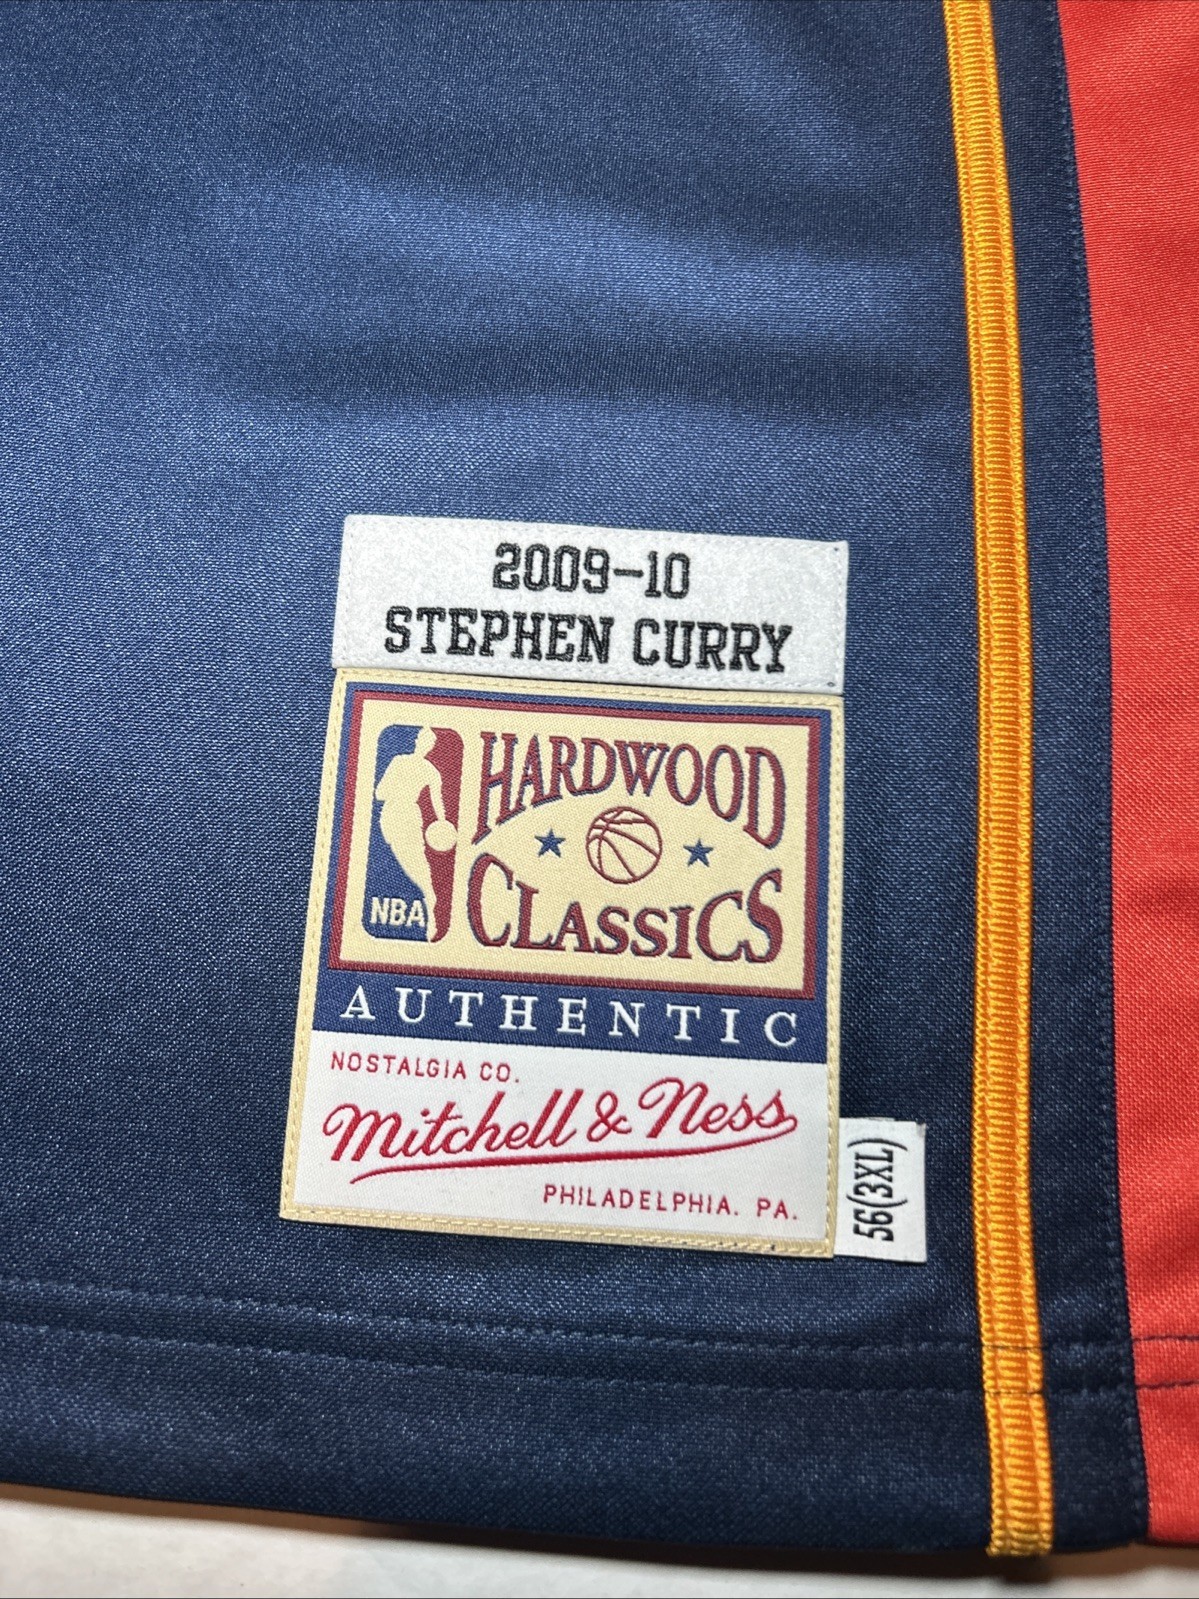 2009-10
STEPHEN CURRY
HARDWOOD
CLASSICS
NBA
AUTHENTIC
NOSTALGIA CO.
Mitchell & Ness
PHILADELPHIA. PA.
56(3XL)